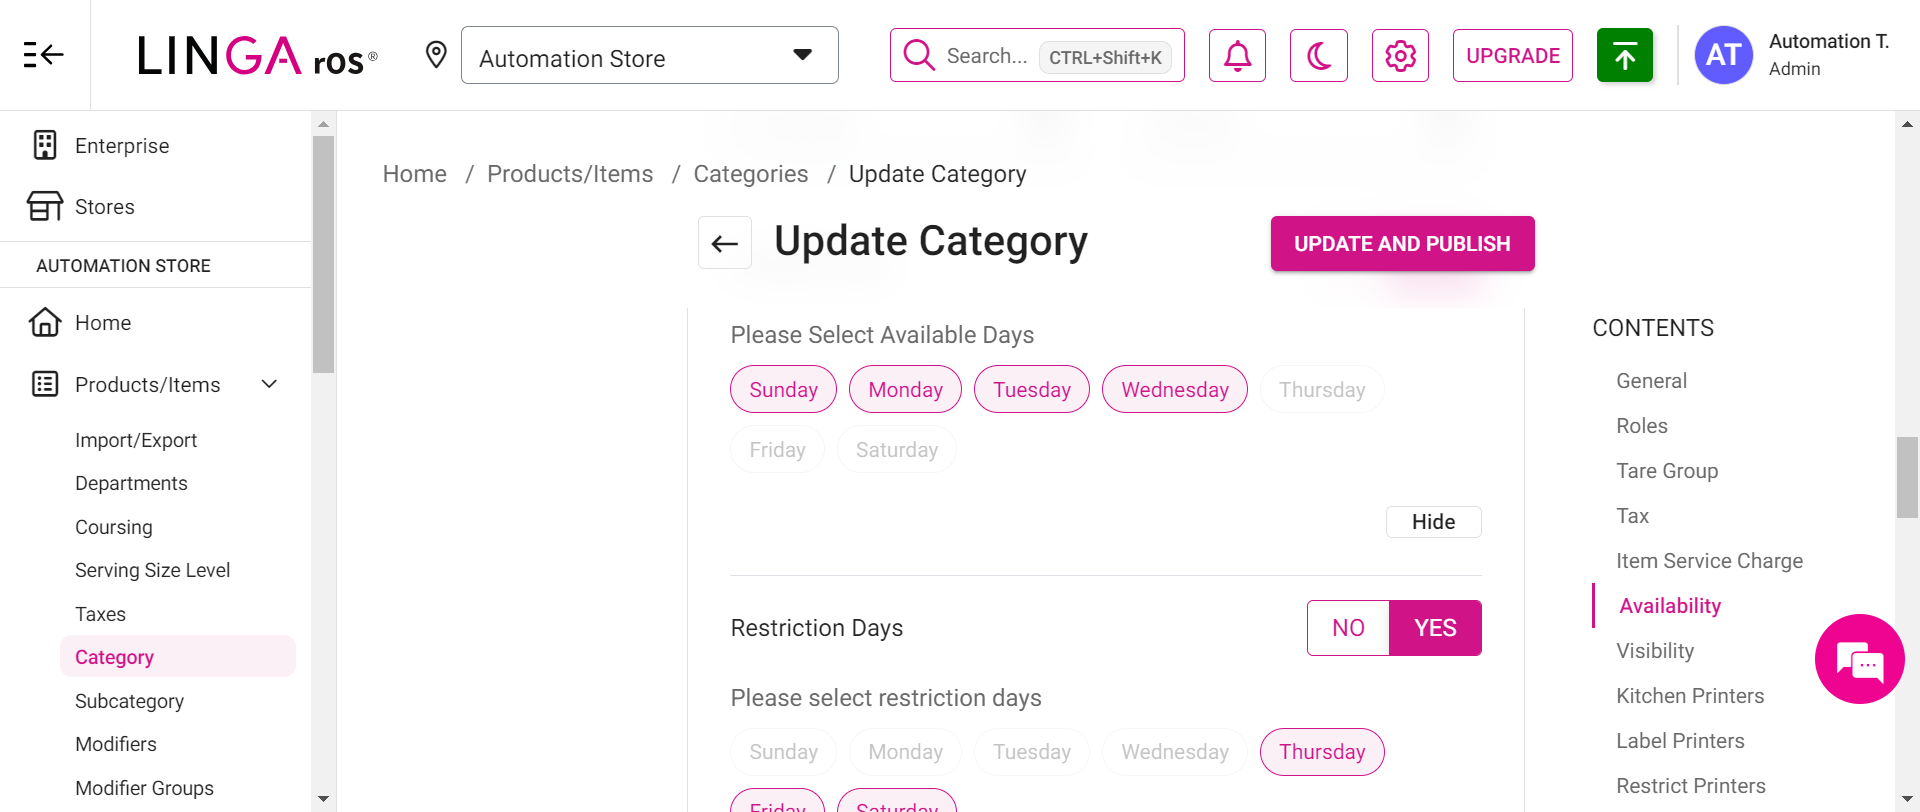 LINGA ros®
Automation Store
Search... CTRL+Shift+K
UPGRADE
AT
Automation T.
Admin
Enterprise
Stores
AUTOMATION STORE
Home
Products/Items
Import/Export
Departments
Coursing
Serving Size Level
Taxes
Category
Subcategory
Modifiers
Modifier Groups
Home / Products/Items / Categories / Update Category
Update Category
UPDATE AND PUBLISH
Please Select Available Days
Sunday Monday Tuesday Wednesday Thursday
Friday Saturday
Hide
Restriction Days
NO YES
Please select restriction days
Sunday Monday Tuesday Wednesday Thursday
Friday Saturday
CONTENTS
General
Roles
Tare Group
Tax
Item Service Charge
Availability
Visibility
Kitchen Printers
Label Printers
Restrict Printers